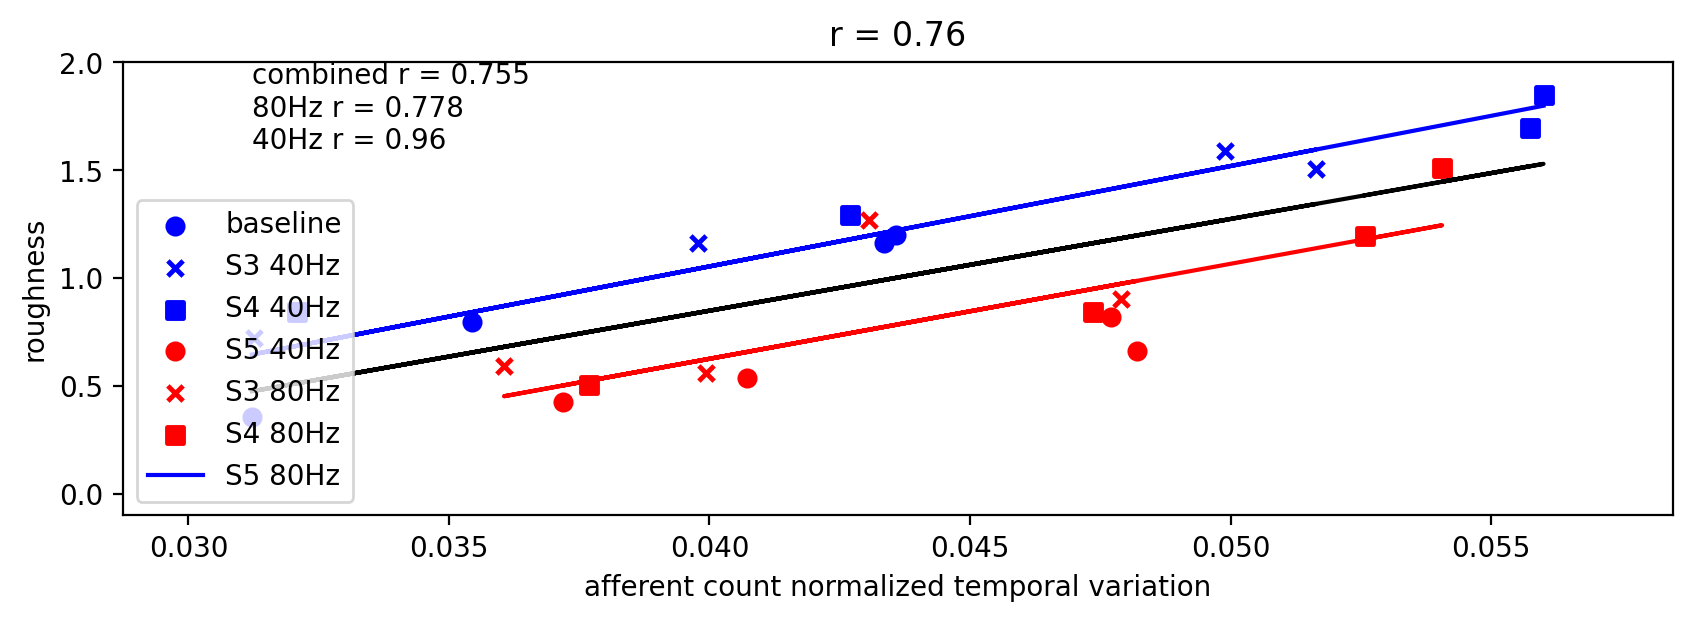 r = 0.76
combined r = 0.755
80Hz r = 0.778
40Hz r = 0.96
2.0
1.5
1.0
0.5
0.0
roughness
baseline
S3 40Hz
S4 40Hz
S5 40Hz
S3 80Hz
S4 80Hz
S5 80Hz
0.030 0.035 0.040 0.045 0.050 0.055
afferent count normalized temporal variation